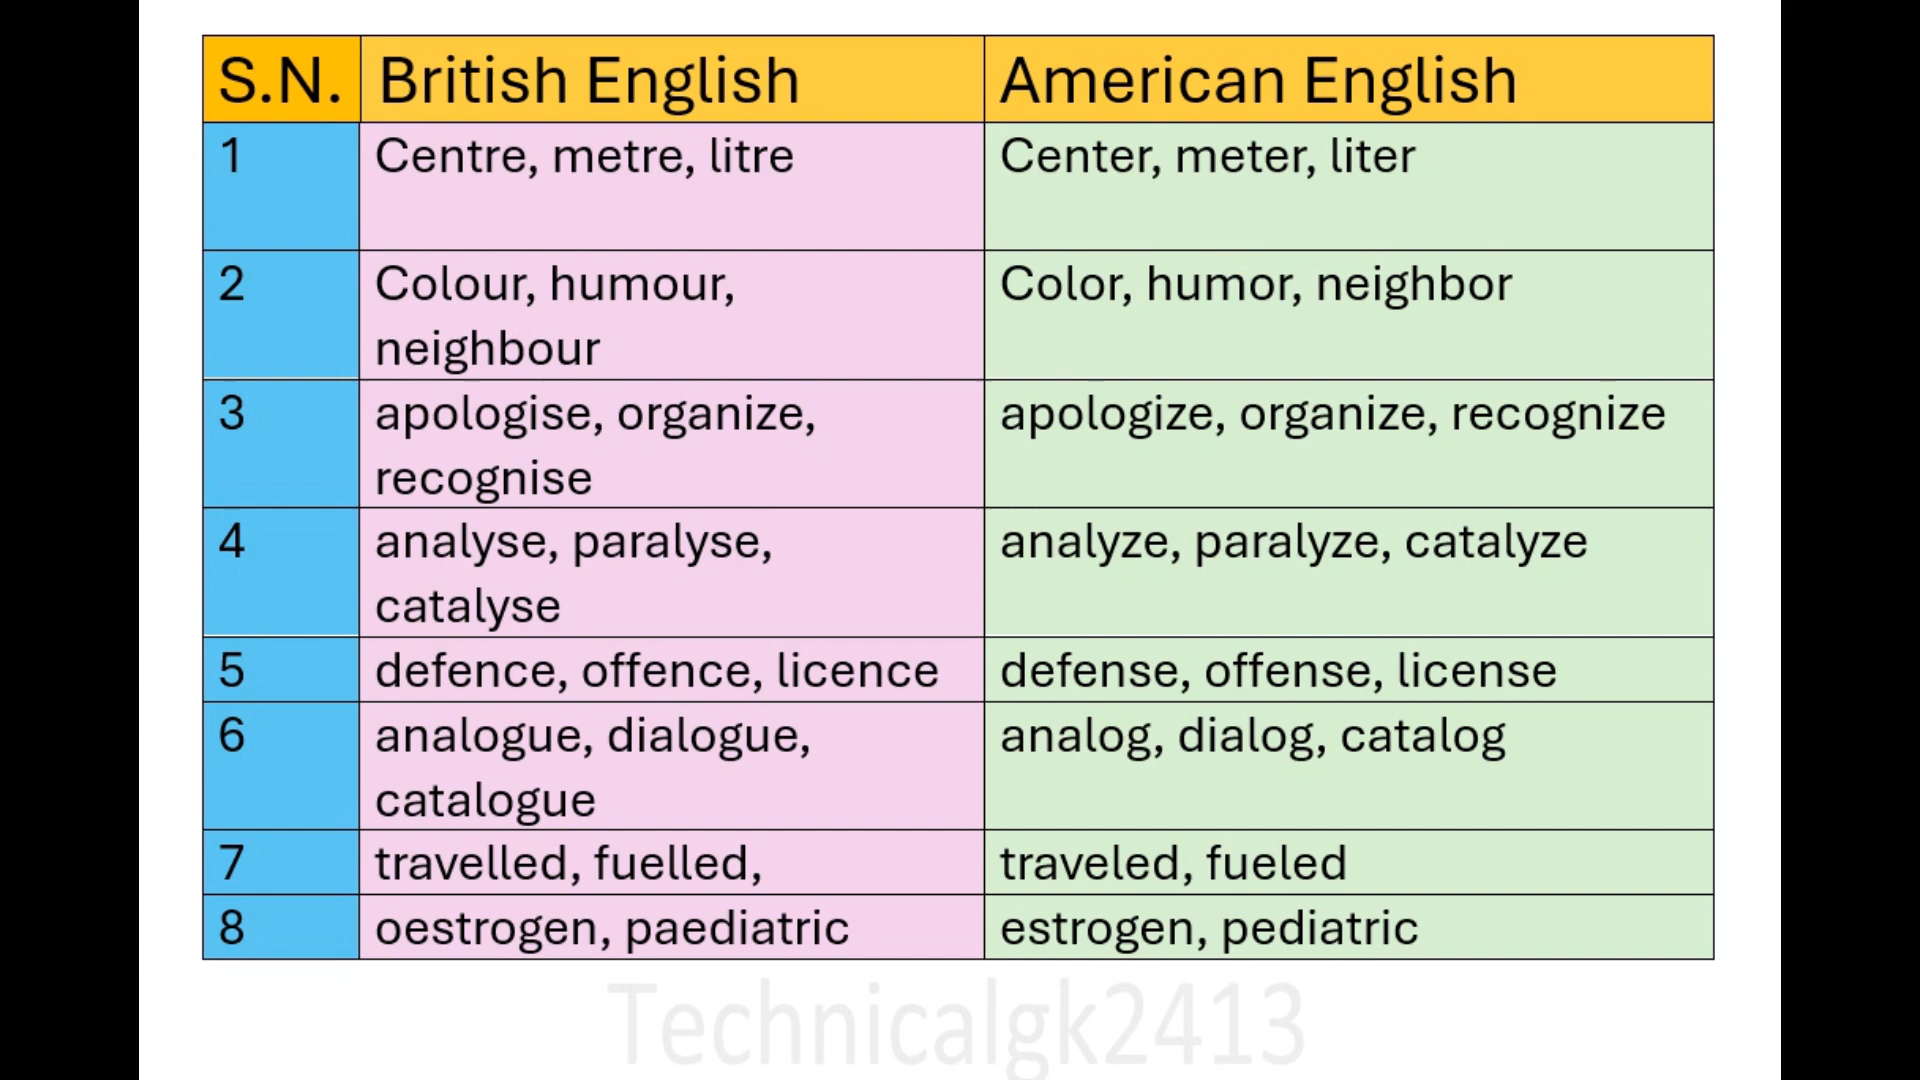 S.N. British English American English
1 Centre, metre, litre Center, meter, liter
2 Colour, humour, Color, humor, neighbor
neighbour
3 apologise, organize, apologize, organize, recognize
recognise
4 analyse, paralyse, analyze, paralyze, catalyze
catalyse
5 defence, offence, licence defense, offense, license
6 analogue, dialogue, analog, dialog, catalog
catalogue
7 travelled, fuelled, traveled, fueled
8 oestrogen, paediatric estrogen, pediatric
Technicalgk2413